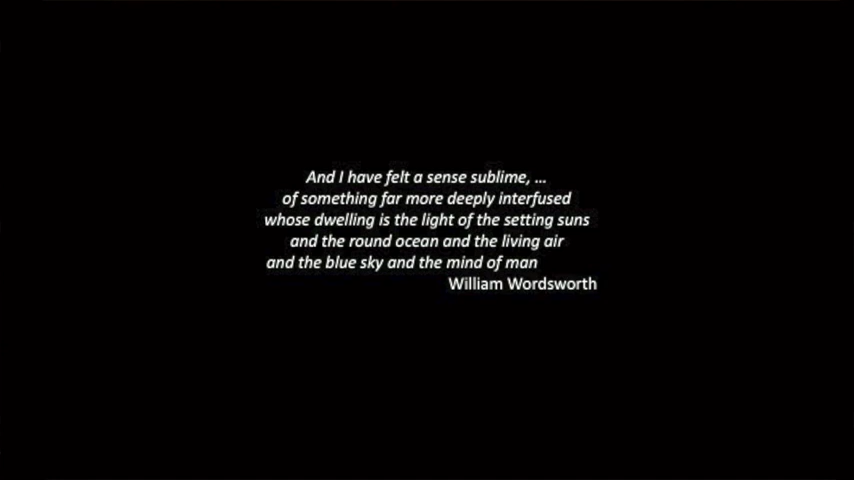 And I have felt a sense sublime, ...
of something far more deeply interfused
whose dwelling is the light of the setting suns
and the round ocean and the living air
and the blue sky and the mind of man
William Wordsworth